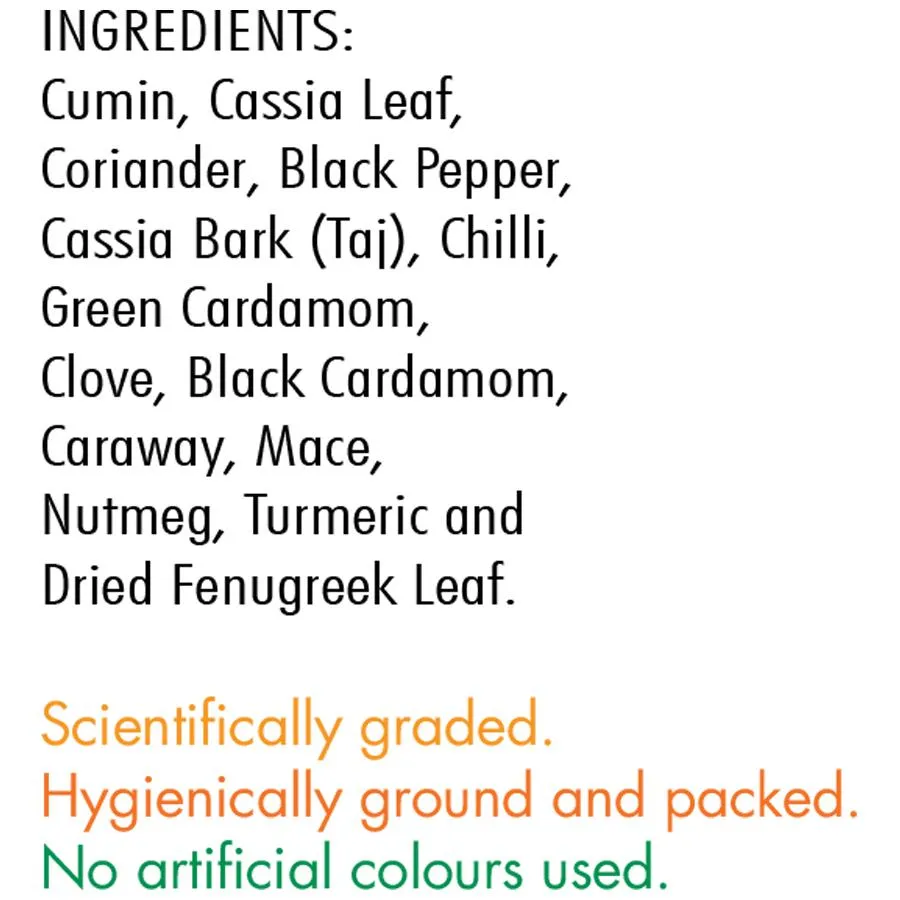 INGREDIENTS:
Cumin, Cassia Leaf,
Coriander, Black Pepper,
Cassia Bark (Taj), Chilli,
Green Cardamom,
Clove, Black Cardamom,
Caraway, Mace,
Nutmeg, Turmeric and
Dried Fenugreek Leaf.
Scientifically graded.
Hygienically ground and packed.
No artificial colours used.